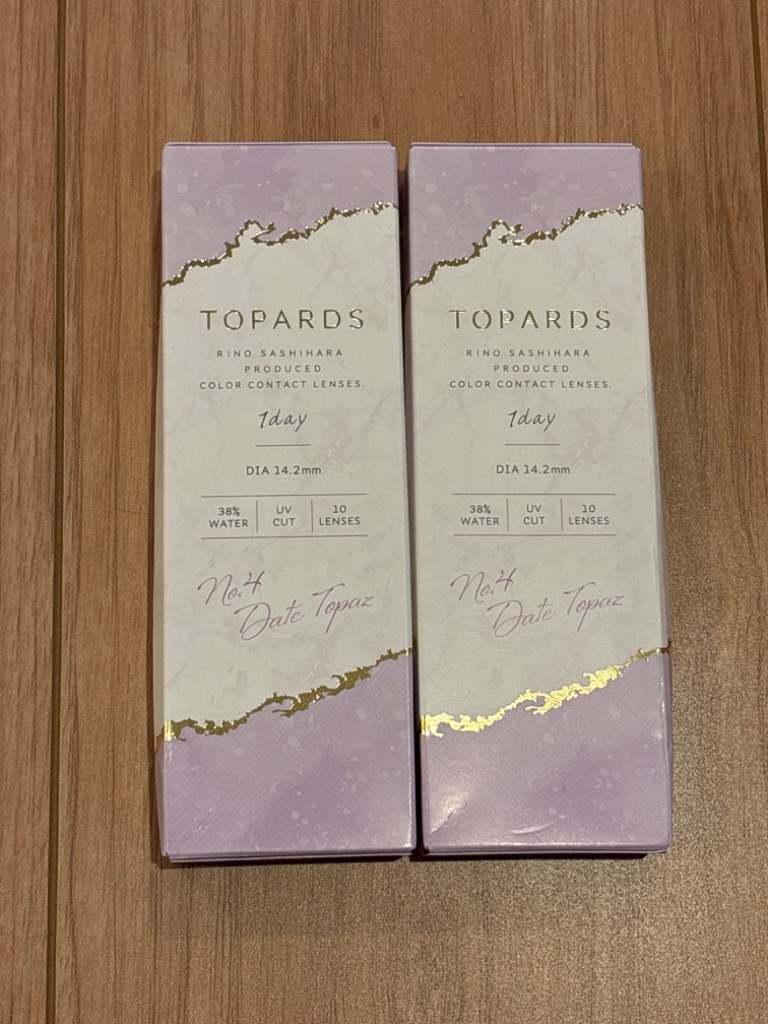 TOPARDS
RINO SASHIHARA
PRODUCED
COLOR CONTACT LENSES.
1day
DIA 14.2mm
38% WATER
UV CUT
10 LENSES
No.4
Date Topaz
TOPARDS
RINO SASHIHARA
PRODUCED
COLOR CONTACT LENSES.
1day
DIA 14.2mm
38% WATER
UV CUT
10 LENSES
No.4
Date Topaz